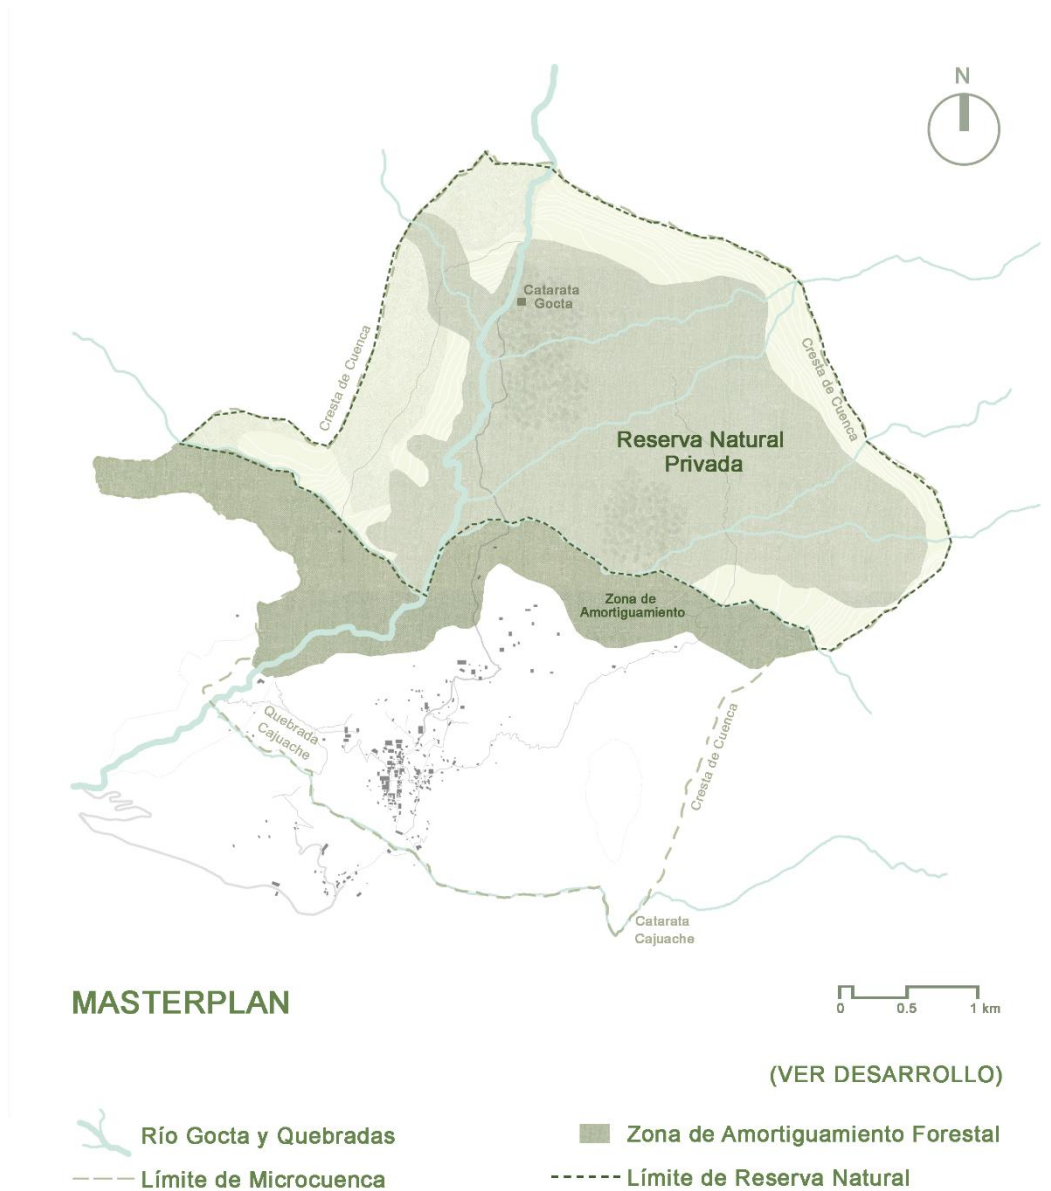 N
Catarata
Gocta
Cresta de Cuenca
Cresta de Cuenca
Reserva Natural
Privada
Zona de
Amortiguamiento
Quebrada
Cajuache
Cresta de Cuenca
Catarata
Cajuache
MASTERPLAN
0 0.5 1 km
(VER DESARROLLO)
Río Gocta y Quebradas
Zona de Amortiguamiento Forestal
Límite de Microcuenca
Límite de Reserva Natural